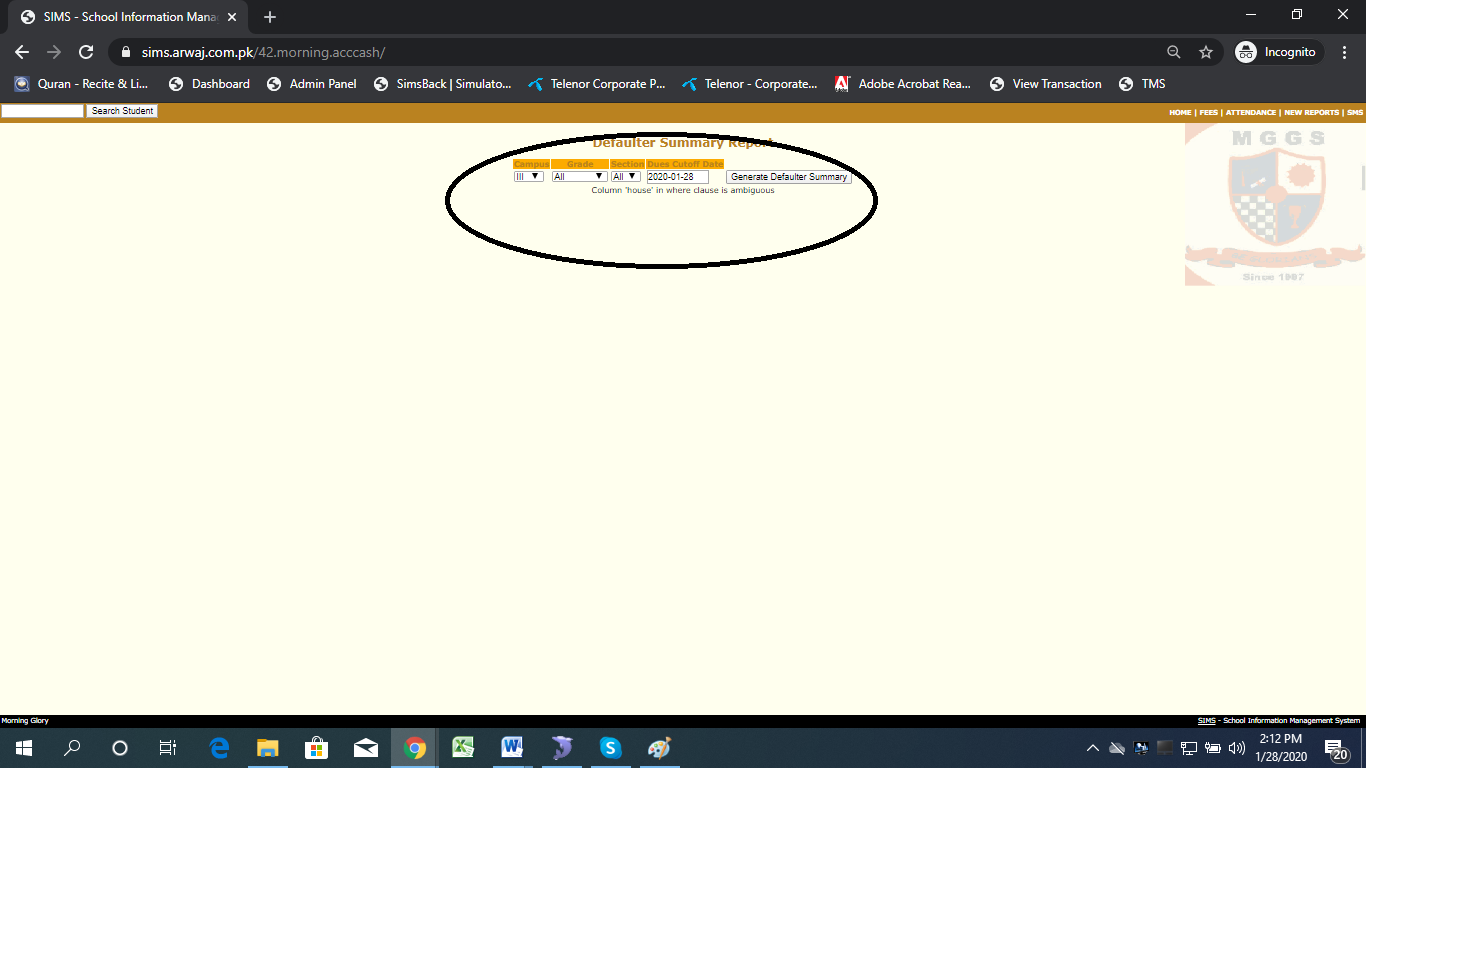 SIMS - School Information Mana
sims.arwaj.com.pk/42.morning.acccash/
Incognito
Quran - Recite & Li...
Dashboard
Admin Panel
SimsBack | Simulato...
Telenor Corporate P...
Telenor - Corporate...
Adobe Acrobat Rea...
View Transaction
TMS
Search Student
HOME | FEES | ATTENDANCE | NEW REPORTS | SMS
Defaulter Summary Report
Campus Grade Section Dues Cutoff Date
III All All 2020-01-28 Generate Defaulter Summary
Column 'house' in where clause is ambiguous
M G G S
Since 1997
Morning Glory
SIMS - School Information Management System
2:12 PM
1/28/2020
20